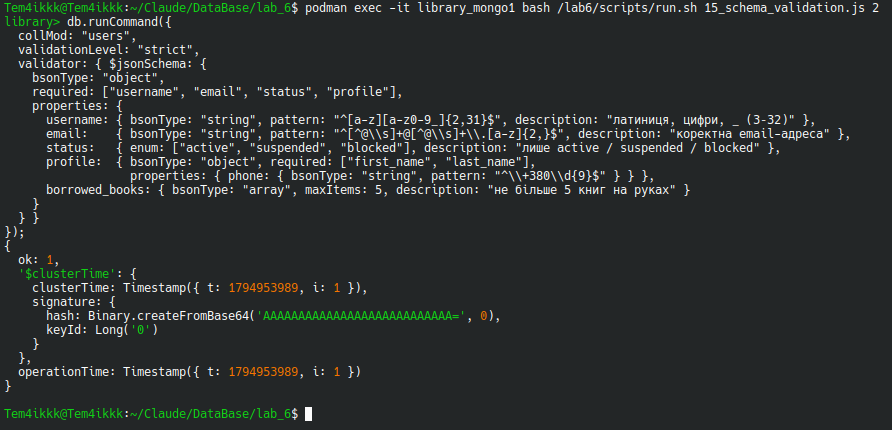 Tem4ikkk@Tem4ikkk:~/Claude/DataBase/lab_6$ podman exec -it library_mongo1 bash /lab6/scripts/run.sh 15_schema_validation.js 2
library> db.runCommand({
  collMod: "users",
  validationLevel: "strict",
  validator: { $jsonSchema: {
    bsonType: "object",
    required: ["username", "email", "status", "profile"],
    properties: {
      username: { bsonType: "string", pattern: "^[a-z][a-z0-9_]{2,31}$", description: "латиниця, цифри, _ (3-32)" },
      email:    { bsonType: "string", pattern: "^[^@\\s]+@[^@\\s]+\\.[a-z]{2,}$", description: "коректна email-адреса" },
      status:   { enum: ["active", "suspended", "blocked"], description: "лише active / suspended / blocked" },
      profile:  { bsonType: "object", required: ["first_name", "last_name"],
                  properties: { phone: { bsonType: "string", pattern: "^\\+380\\d{9}$" } } },
      borrowed_books: { bsonType: "array", maxItems: 5, description: "не більше 5 книг на руках" }
    }
  } }
});
{
  ok: 1,
  '$clusterTime': {
    clusterTime: Timestamp({ t: 1794953989, i: 1 }),
    signature: {
      hash: Binary.createFromBase64('AAAAAAAAAAAAAAAAAAAAAAAAAAA=', 0),
      keyId: Long('0')
    }
  },
  operationTime: Timestamp({ t: 1794953989, i: 1 })
}
Tem4ikkk@Tem4ikkk:~/Claude/DataBase/lab_6$